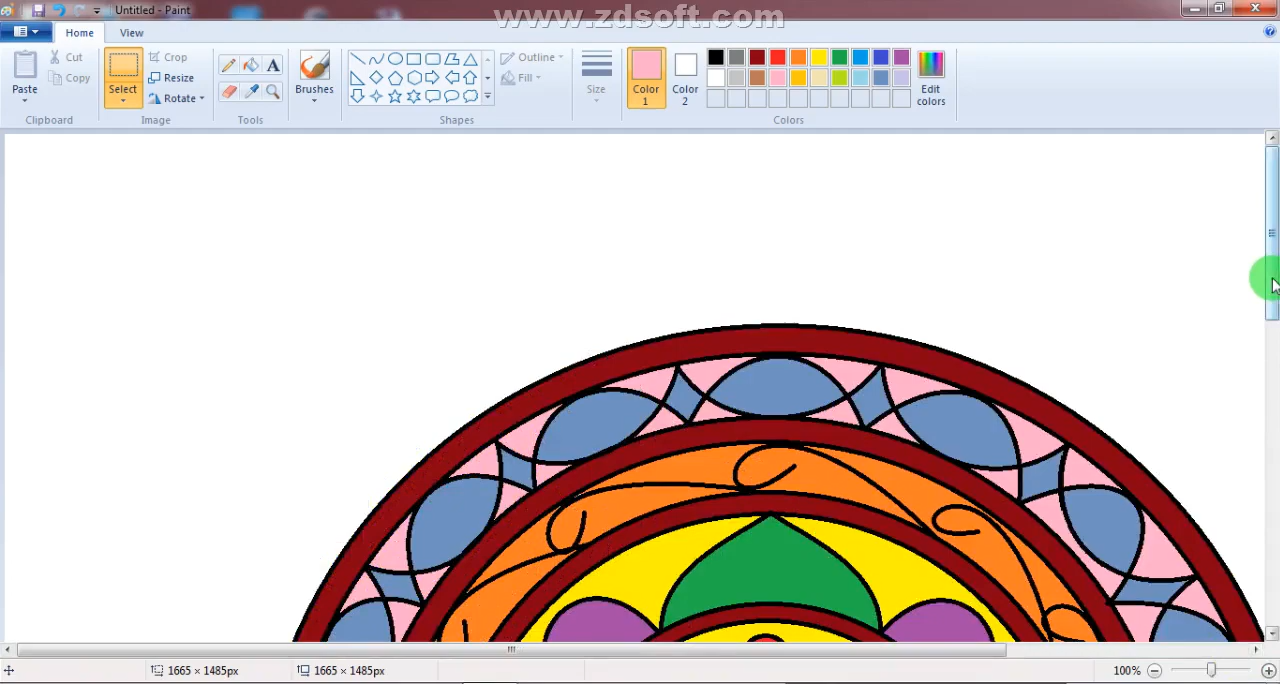 Untitled - Paint
www.zdsoft.com
Home View
Paste
Cut
Copy
Clipboard
Select
Crop
Resize
Rotate
Image
A
Tools
Brushes
Outline
Fill
Shapes
Size
Color 1
Color 2
Edit colors
Colors
1665 × 1485px
1665 × 1485px
100%